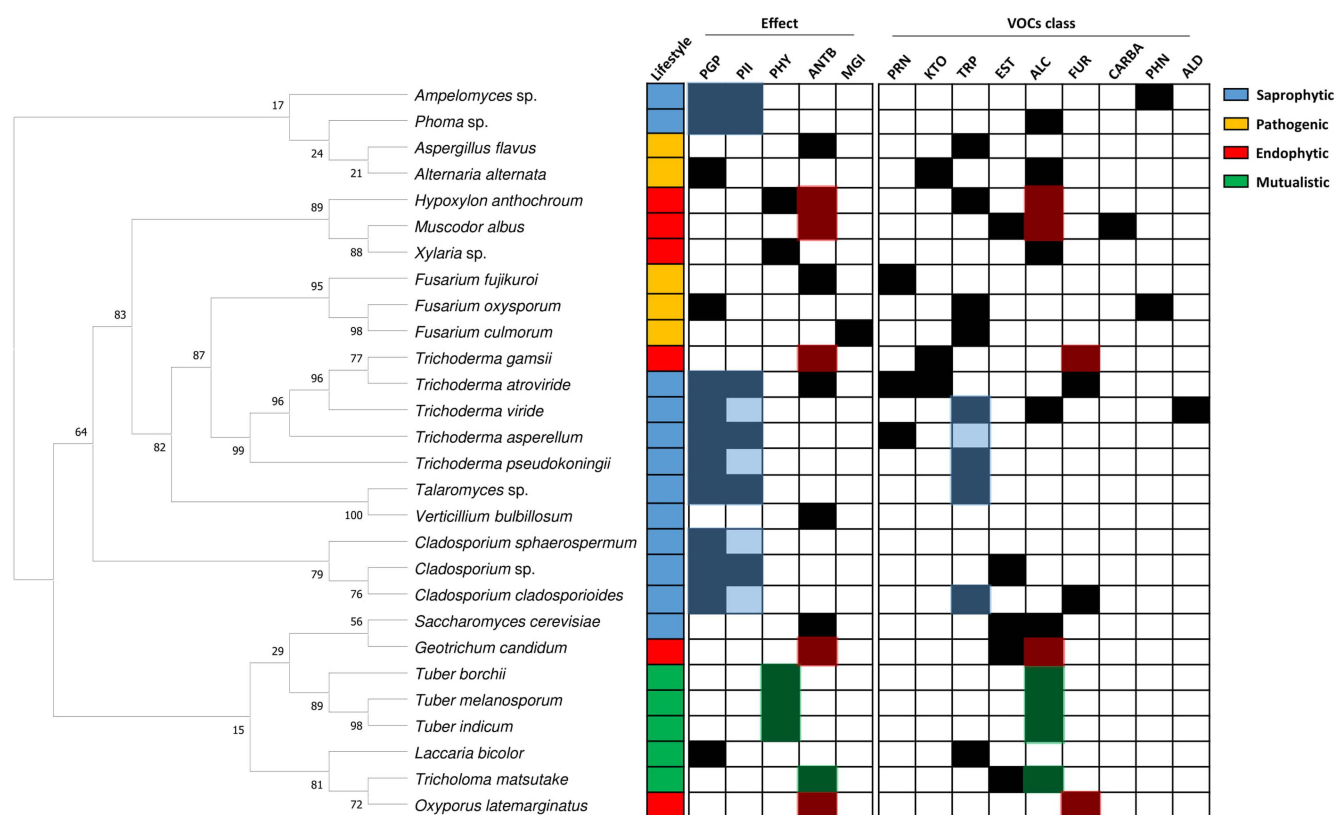 Effect VOCs class
Lifestyle PGP PII PHY ANTB MGI PRN KTO TRP EST ALC FUR CARBA PHN ALD
Ampelomyces sp. Saprophytic
17
Phoma sp. Pathogenic
Aspergillus flavus Endophytic
24
Alternaria alternata Mutualistic
21
Hypoxylon anthochroum
89
Muscodor albus
Xylaria sp.
88
Fusarium fujikuroi
95
Fusarium oxysporum
83
Fusarium culmorum
98
Trichoderma gamsii
77
87
Trichoderma atroviride
96
Trichoderma viride
96
Trichoderma asperellum
64
82
99
Trichoderma pseudokoningii
Talaromyces sp.
Verticillium bulbillosum
100
Cladosporium sphaerospermum
Cladosporium sp.
79
Cladosporium cladosporioides
76
Saccharomyces cerevisiae
56
Geotrichum candidum
29
Tuber borchii
Tuber melanosporum
89
Tuber indicum
98
15
Laccaria bicolor
Tricholoma matsutake
81
Oxyporus latemarginatus
72